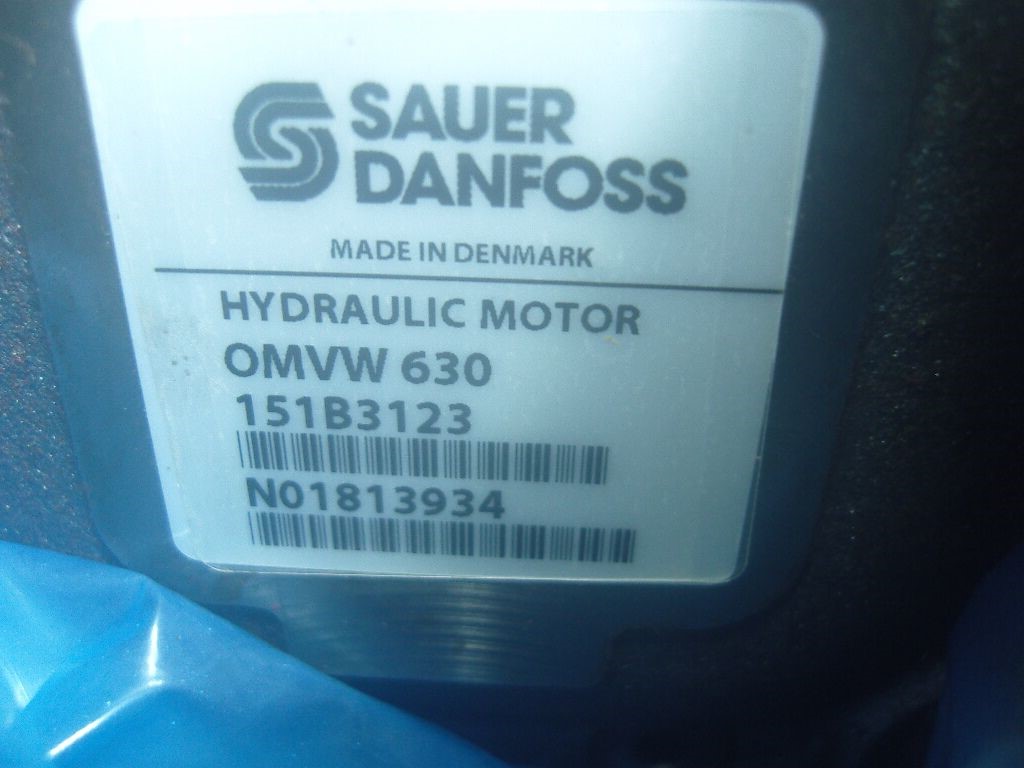 SAUER
DANFOSS
MADE IN DENMARK
HYDRAULIC MOTOR
OMVW 630
151B3123
N01813934